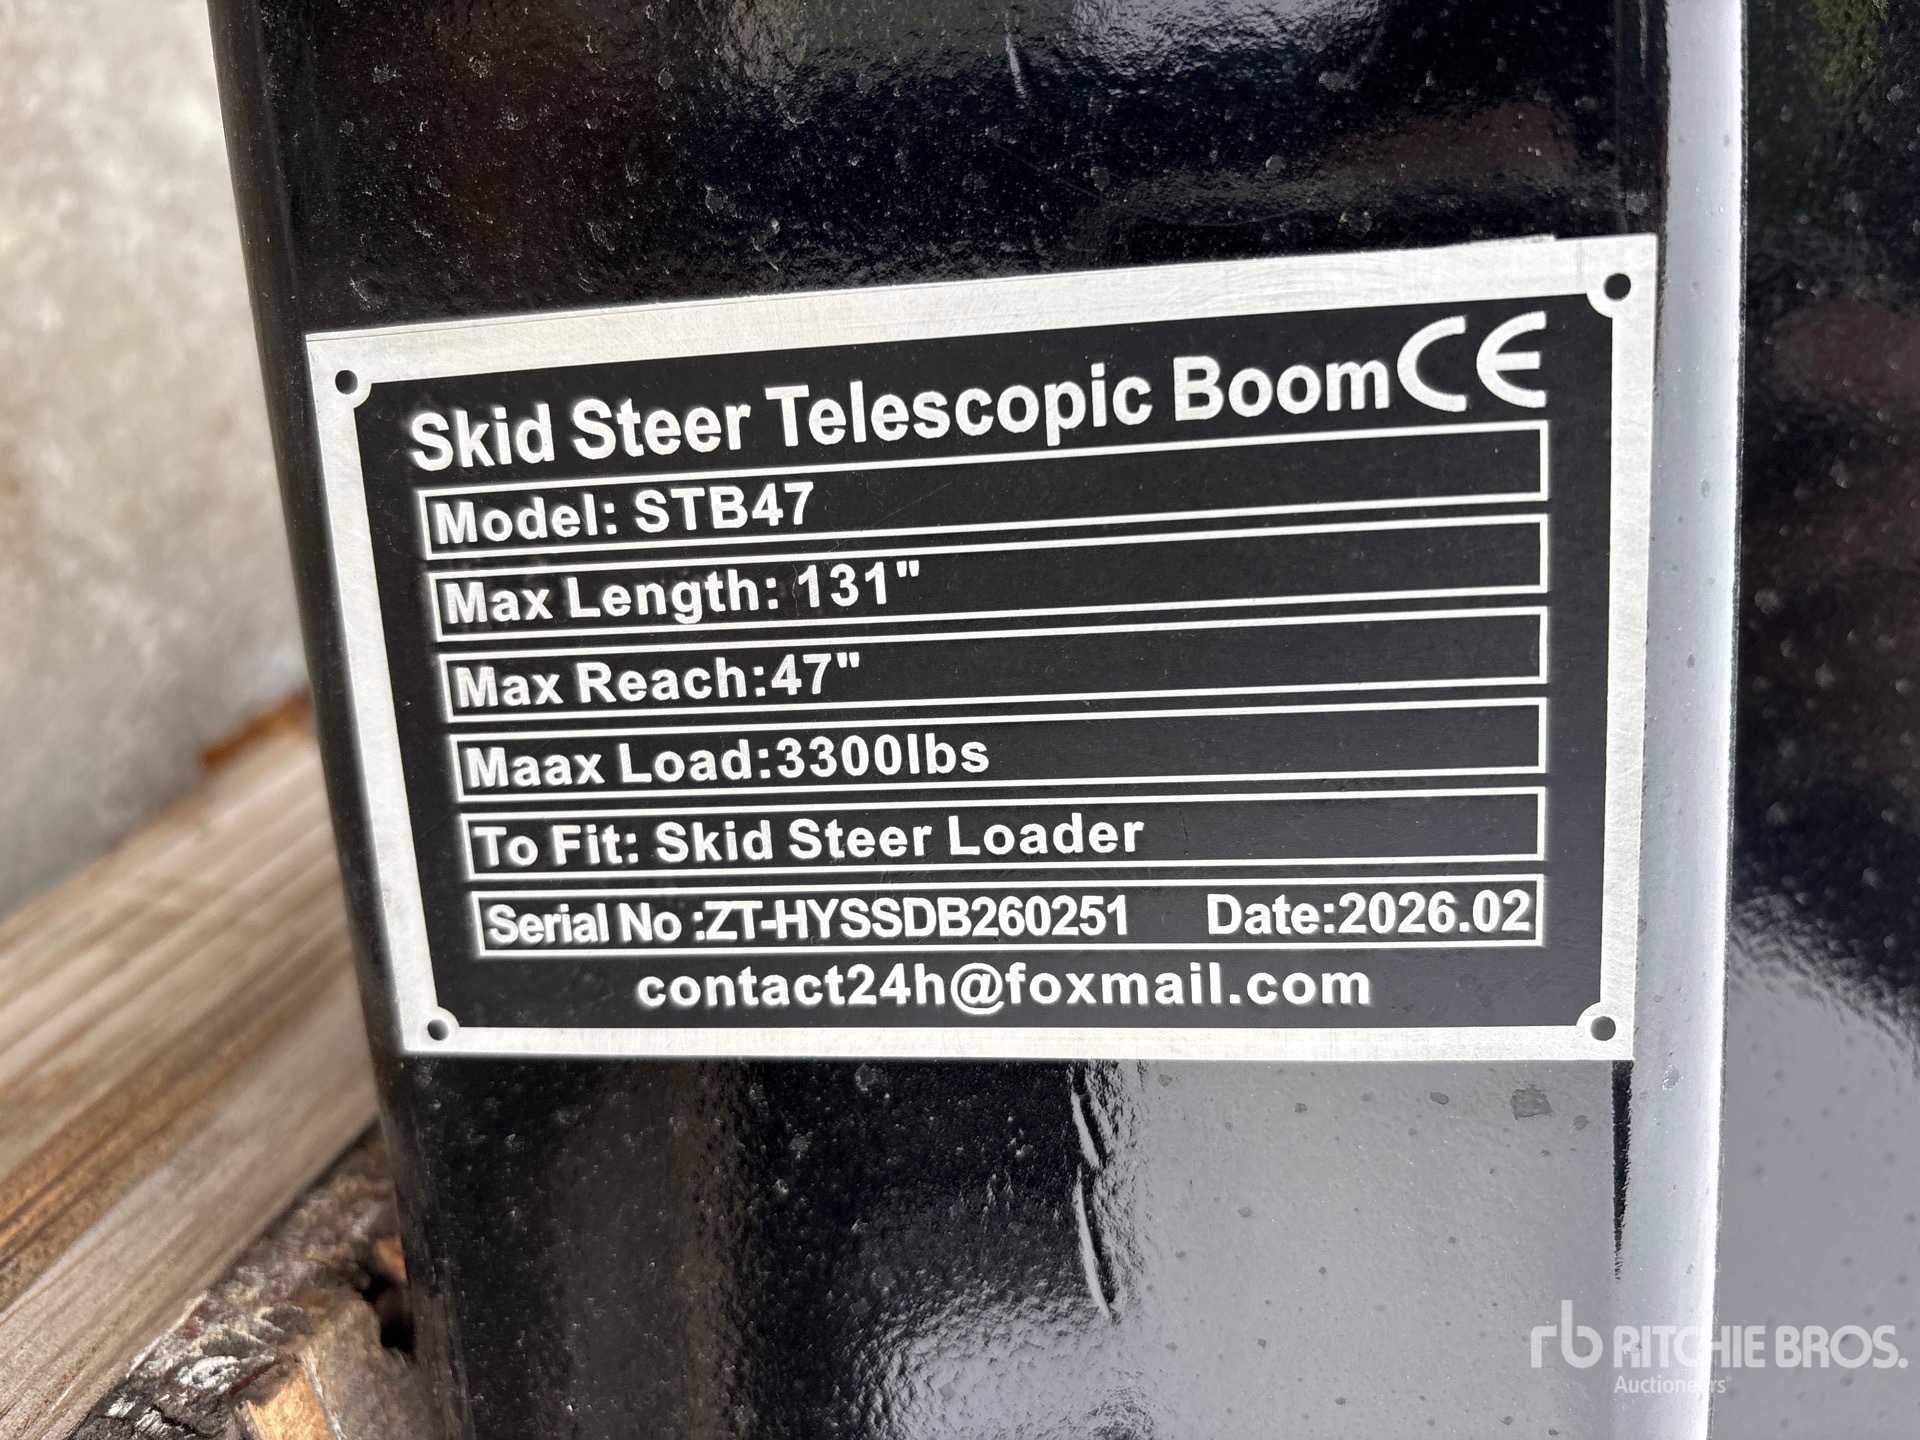 Skid Steer Telescopic Boom CE
Model: STB47
Max Length: 131"
Max Reach:47"
Maax Load:3300lbs
To Fit: Skid Steer Loader
Serial No :ZT-HYSSDB260251 Date:2026.02
contact24h@foxmail.com
rb RITCHIE BROS.
Auctioneers